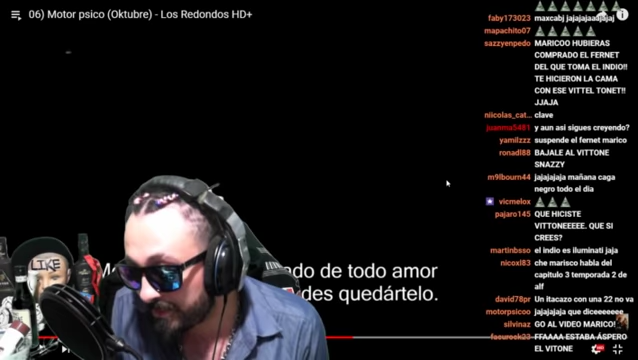 06) Motor psico (Oktubre) - Los Redondos HD+
ado de todo amor
des quedártelo.
LIKE
faby173023 maxcabj jajajajaajajaj
mapachito07
sazzyenpedo MARICOO HUBIERAS
COMPRADO EL FERNET
DEL QUE TOMA EL INDIO!!
TE HICIERON LA CAMA
CON ESE VITTEL TONET!!
JJAJA
niicolas_cat... clave
juanma5481 y aun asi sigues creyendo?
yamilzzz suspende el fernet marico
ronadl88 BAJALE AL VITTONE
SNAZZY
m9lbourn44 jajajajaja mañana caga
negro todo el dia
vicmelox
pajaro145 QUE HICISTE
VITTONEEEEE. QUE SI
CREES?
martinbsso el indio es iluminati jaja
nicoxl83 che marisco habla del
capitulo 3 temporada 2 de
alf
david78pr Un itacazo con una 22 no va
motorpsicoo jajajajaja que diceeeeeee
silvinaz GO AL VIDEO MARICO!
facurock23 FFAAAA ESTABA ÁSPERO
EL VITONE